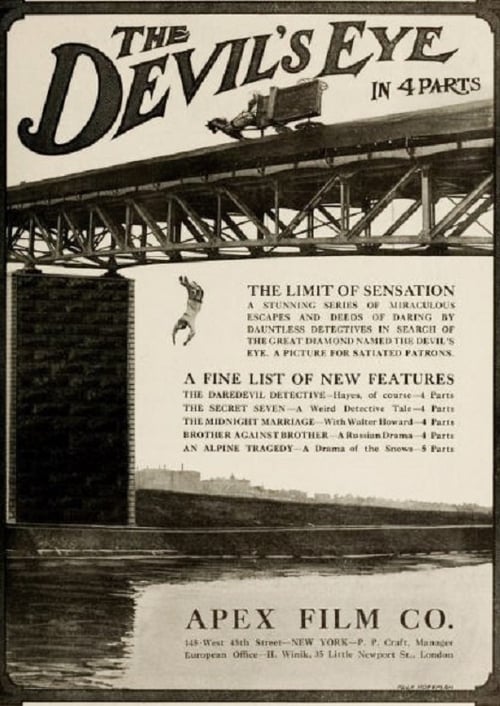 THE
DEVIL'S EYE
IN 4 PARTS
THE LIMIT OF SENSATION
A STUNNING SERIES OF MIRACULOUS
ESCAPES AND DEEDS OF DARING BY
DAUNTLESS DETECTIVES IN SEARCH OF
THE GREAT DIAMOND NAMED THE DEVIL'S
EYE. A PICTURE FOR SATIATED PATRONS.
A FINE LIST OF NEW FEATURES
THE DAREDEVIL DETECTIVE—Hayes, of course—4 Parts
THE SECRET SEVEN—A Weird Detective Tale—4 Parts
THE MIDNIGHT MARRIAGE—With Walter Howard—4 Parts
BROTHER AGAINST BROTHER—A Russian Drama—4 Parts
AN ALPINE TRAGEDY—A Drama of the Snows—5 Parts
APEX FILM CO.
West 45th Street—NEW YORK—P. P. Craft, Manager
European Office—H. Winik, 35 Little Newport St., London